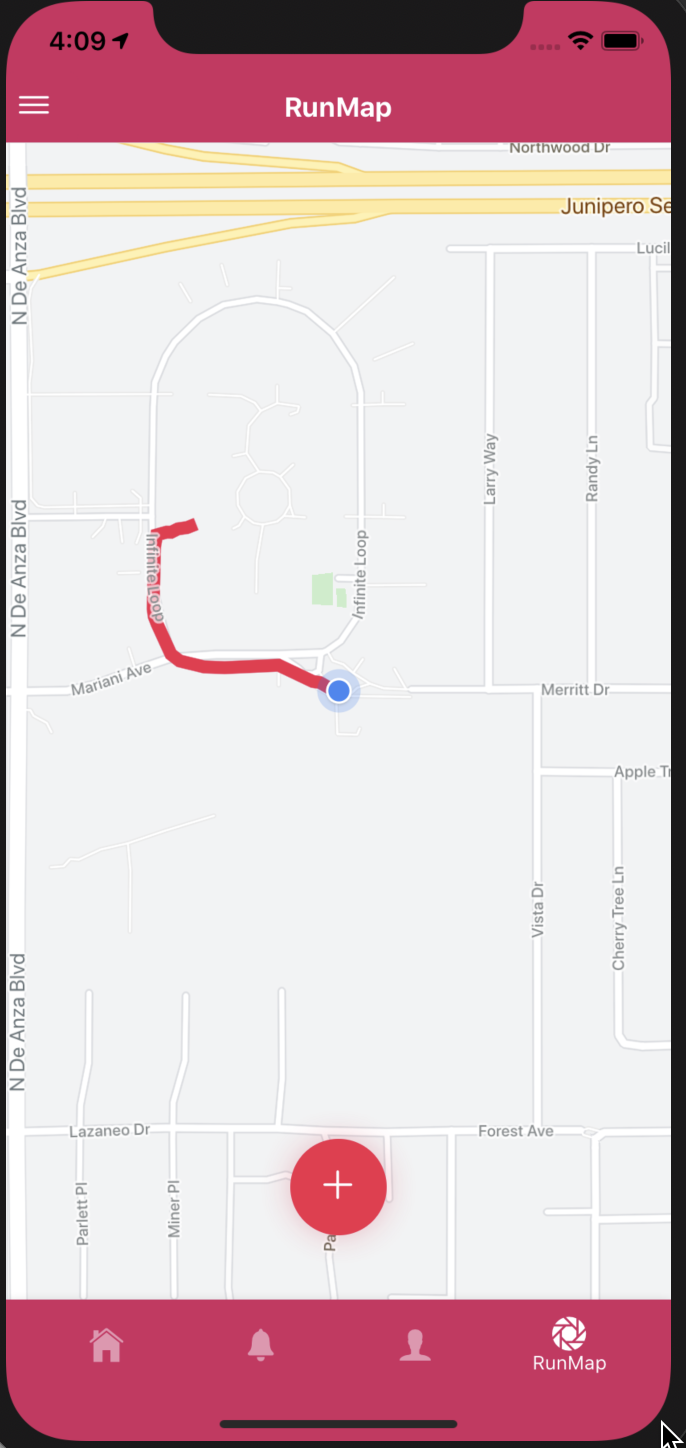 4:09
RunMap
Northwood Dr
Junipero Se
N De Anza Blvd
Lucil
Larry Way
Randy Ln
N De Anza Blvd
Infinite Loop
Infinite Loop
Mariani Ave
Merritt Dr
Apple Tr
Vista Dr
Cherry Tree Ln
N De Anza Blvd
Lazaneo Dr
Forest Ave
Parlett Pl
Miner Pl
Pa
RunMap